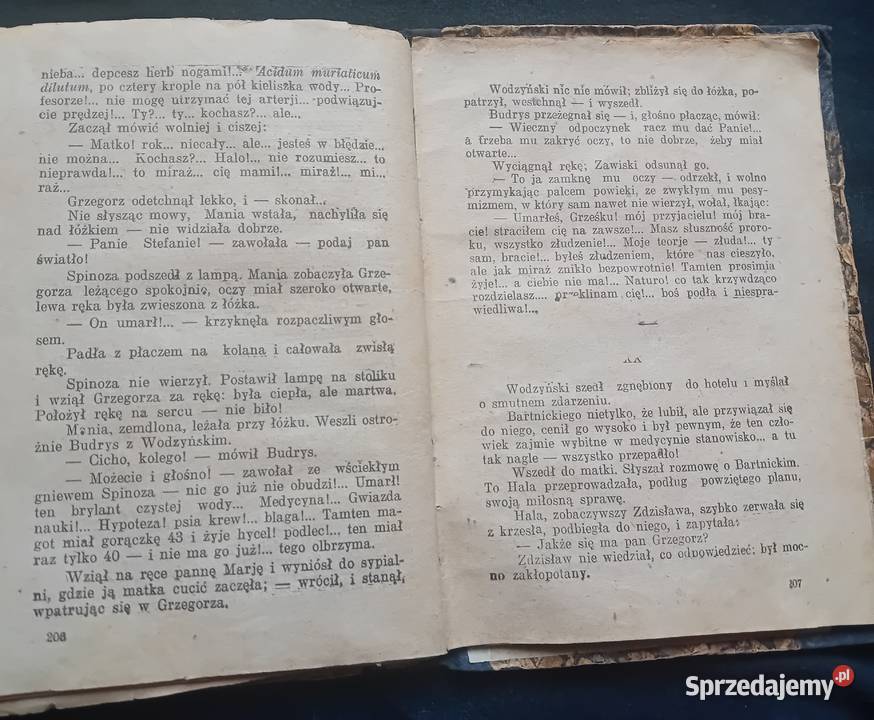 nieba... depcesz herb nogami!... Acidum muriaticum
dilutum, po cztery krople na pół kieliszka wody... Pro-
fesorze!... nie mogę utrzymać tej arterji... podwiązuj-
cie prędzej!... Ty?... ty... kochasz?... ale...
Zaczął mówić wolniej i ciszej:
— Matko! rok... niecały... ale... jesteś w błędzie...
nie można... Kochasz?... Halo!... nie rozumiesz... to
nieprawda!... to miraż... cię mami!... miraż!... mi...
raż...
Grzegorz odetchnął lekko, i — skonał...
Nie słysząc mowy, Mania wstała, nachyliła się
nad łóżkiem — nie widziała dobrze.
— Panie Stefanie! — zawołała — podaj pan
światło!
Spinoza podszedł z lampą. Mania zobaczyła Grze-
gorza leżącego spokojnie, oczy miał szeroko otwarte,
lewa ręka była zwieszona z łóżka.
— On umarł!... — krzyknęła rozpaczliwym gło-
sem.
Padła z płaczem na kolana i całowała zwisłą
rękę.
Spinoza nie wierzył. Postawił lampę na stoliku
i wziął Grzegorza za rękę: była ciepła, ale martwa.
Położył rękę na sercu — nie biło!
Mania, zemdlona, leżała przy łóżku. Weszli ostro-
żnie Budrys z Wodzyńskim.
— Cicho, kolego! — mówił Budrys.
— Możecie i głośno! — zawołał ze wściekłym
gniewem Spinoza — nic go już nie obudzi!... Umarł!
ten brylant czystej wody... Medycyna!... Gwiazda
nauki!... Hypoteza! psia krew!... blaga!... Tamten ma-
got miał gorączkę 43 i żyje hycel! podlec!... ten miał
raz tylko 40 — i nie ma go już!... tego olbrzyma.
Wziął na ręce pannę Marję i wyniósł do sypial-
ni, gdzie ją matka cucić zaczęła; — wrócił, i stanął,
wpatrując się w Grzegorza.
206
Wodzyński nic nie mówił; zbliżył się do łóżka, po-
patrzył, westchnął — i wyszedł.
Budrys przeżegnał się — i, głośno płacząc, mówił:
— Wieczny odpoczynek racz mu dać Panie!...
a trzeba mu zakryć oczy, to nie dobrze, żeby miał
otwarte...
Wyciągnął rękę; Zawiski odsunął go.
— To ja zamknę mu oczy — odrzekł, i wolno
przymykając palcem powieki, ze zwykłym mu pesy-
mizmem, w który sam nawet nie wierzył, wołał, łkając:
— Umarłeś, Grześku! mój przyjacielu! mój bra-
cie! straciłem cię na zawsze!... Masz słuszność proro-
ku, wszystko złudzenie!... Moje teorje — złuda!... ty
sam, bracie!... byłeś złudzeniem, które nas cieszyło,
ale jak miraż znikło bezpowrotnie! Tamten prosimia
żyje!... a ciebie nie ma!... Naturo! co tak krzywdząco
rozdzielasz.... przeklinam cię!... boś podła i niespra-
wiedliwa!...
Wodzyński szedł zgnębiony do hotelu i myślał
o smutnem zdarzeniu.
Bartnickiego nietylko, że lubił, ale przywiązał się
do niego, cenił go wysoko i był pewnym, że ten czło-
wiek zajmie wybitne w medycynie stanowisko... a tu
tak nagle — wszystko przepadło!
Wszedł do matki. Słyszał rozmowę o Bartnickim.
To Hala przeprowadzała, podług powziętego planu,
swoją miłosną sprawę.
Hala, zobaczywszy Zdzisława, szybko zerwała się
z krzesła, podbiegła do niego, i zapytała:
— Jakże się ma pan Grzegorz?
Zdzisław nie wiedział, co odpowiedzieć; był moc-
no zakłopotany.
207
Sprzedajemy.pl